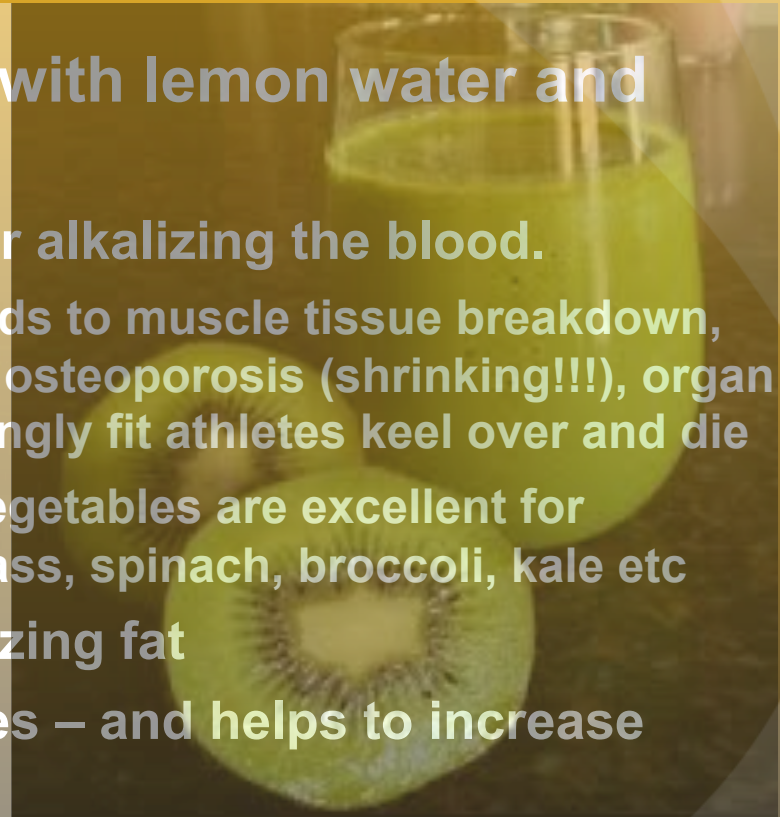 with lemon water and
r alkalizing the blood.
ds to muscle tissue breakdown,
osteoporosis (shrinking!!!), organ
ngly fit athletes keel over and die
egetables are excellent for
ass, spinach, broccoli, kale etc
zing fat
es – and helps to increase